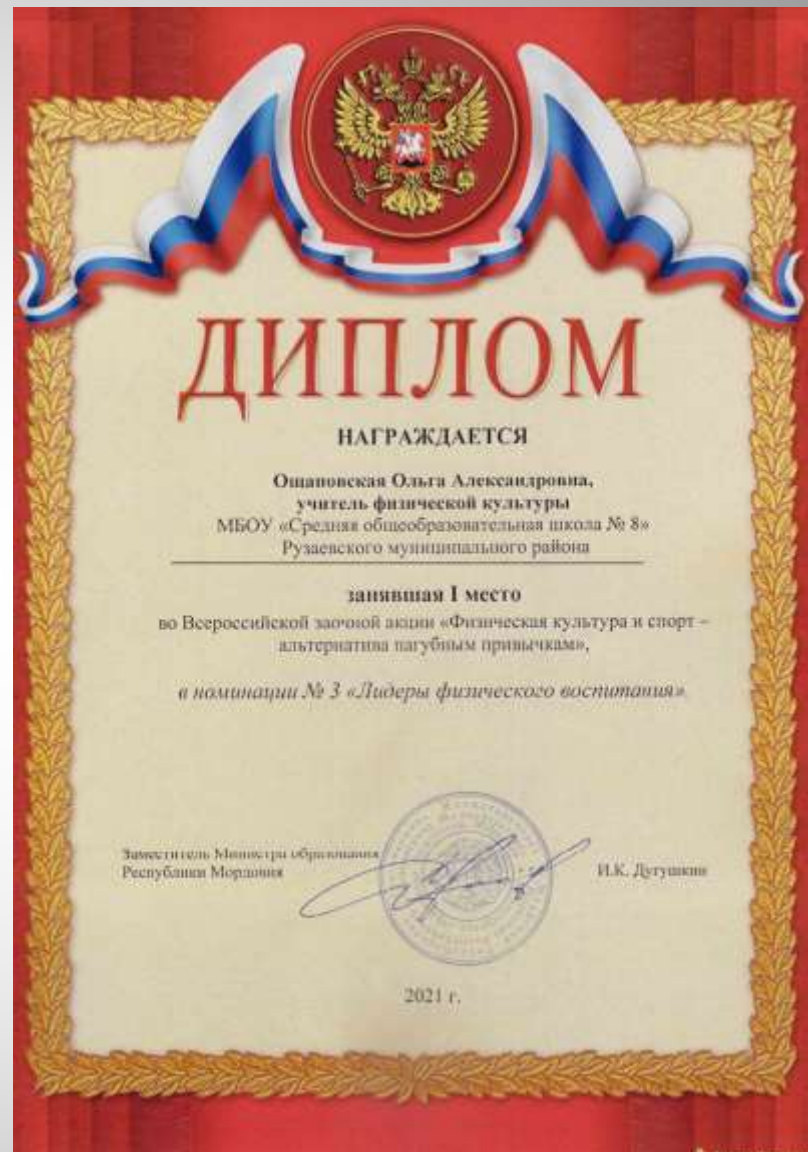 ДИПЛОМ
НАГРАЖДАЕТСЯ
Ошановская Ольга Александровна,
учитель физической культуры
МБОУ «Средняя общеобразовательная школа № 8»
Рузаевского муниципального района
занявшая I место
во Всероссийской заочной акции «Физическая культура и спорт –
альтернатива пагубным привычкам»,
в номинации № 3 «Лидеры физического воспитания»
Заместитель Министра образования
Республики Мордовия
И.К. Дугушкин
2021 г.